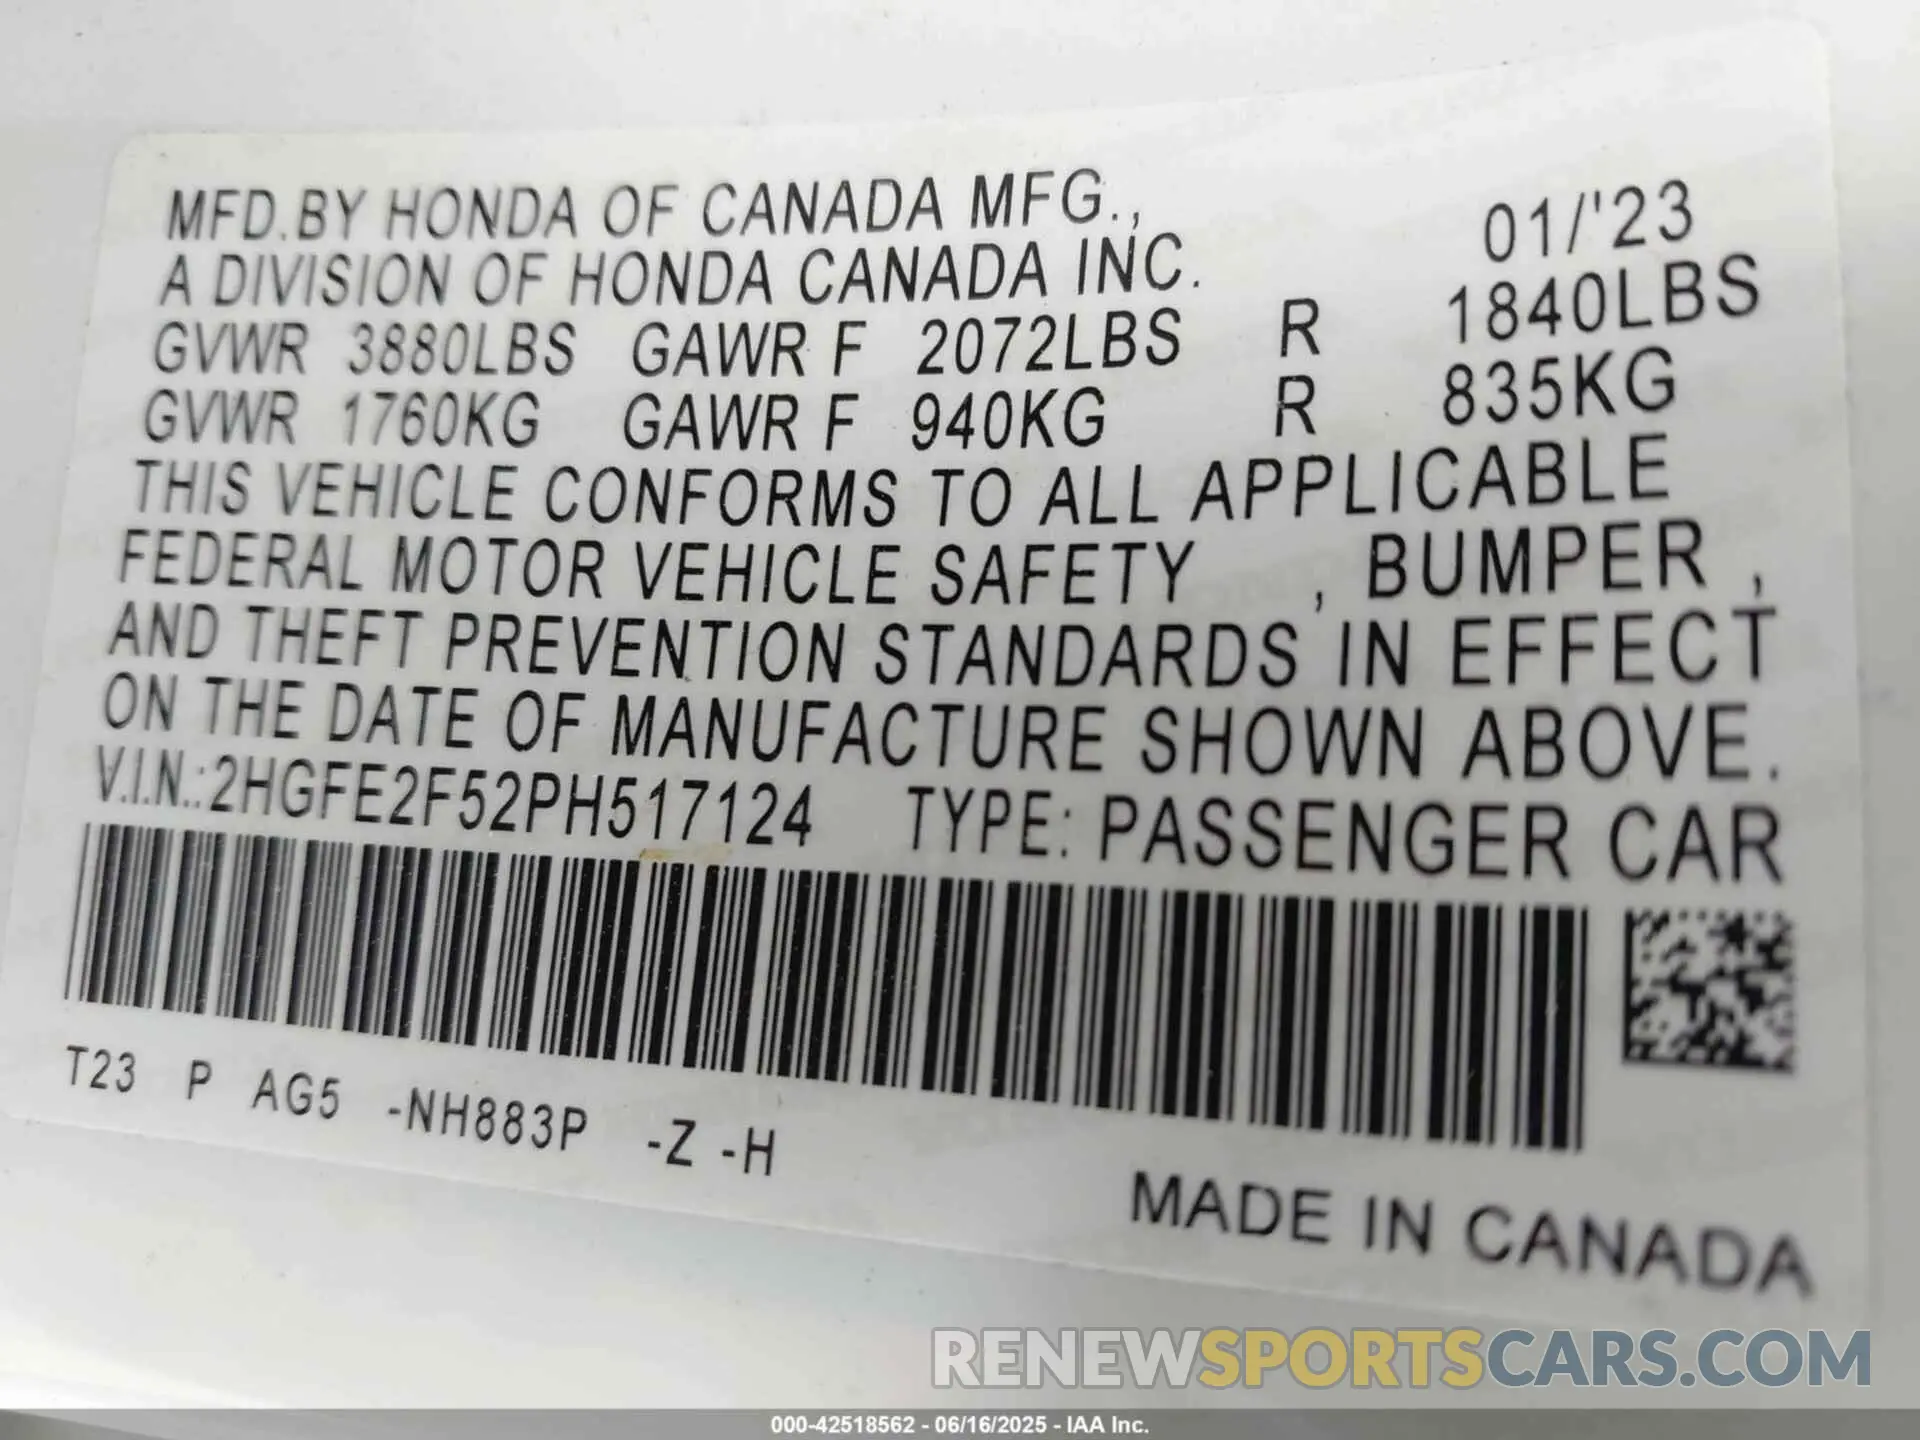 MFD.BY HONDA OF CANADA MFG., 01/'23
A DIVISION OF HONDA CANADA INC.
GVWR 3880LBS GAWR F 2072LBS R 1840LBS
GVWR 1760KG GAWR F 940KG R 835KG
THIS VEHICLE CONFORMS TO ALL APPLICABLE
FEDERAL MOTOR VEHICLE SAFETY , BUMPER ,
AND THEFT PREVENTION STANDARDS IN EFFECT
ON THE DATE OF MANUFACTURE SHOWN ABOVE.
V.I.N.:2HGFE2F52PH517124 TYPE: PASSENGER CAR
T23 P AG5 -NH883P -Z -H
MADE IN CANADA
RENEWSPORTSCARS.COM
000-42518562 - 06/16/2025 - IAA Inc.